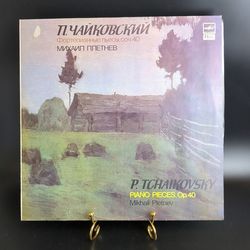 П. ЧАЙКОВСКИЙ
Фортепианные пьесы, соч. 40
МИХАИЛ ПЛЕТНЕВ
P. TCHAIKOVSKY
PIANO PIECES, Op. 40
Mikhail Pletnev